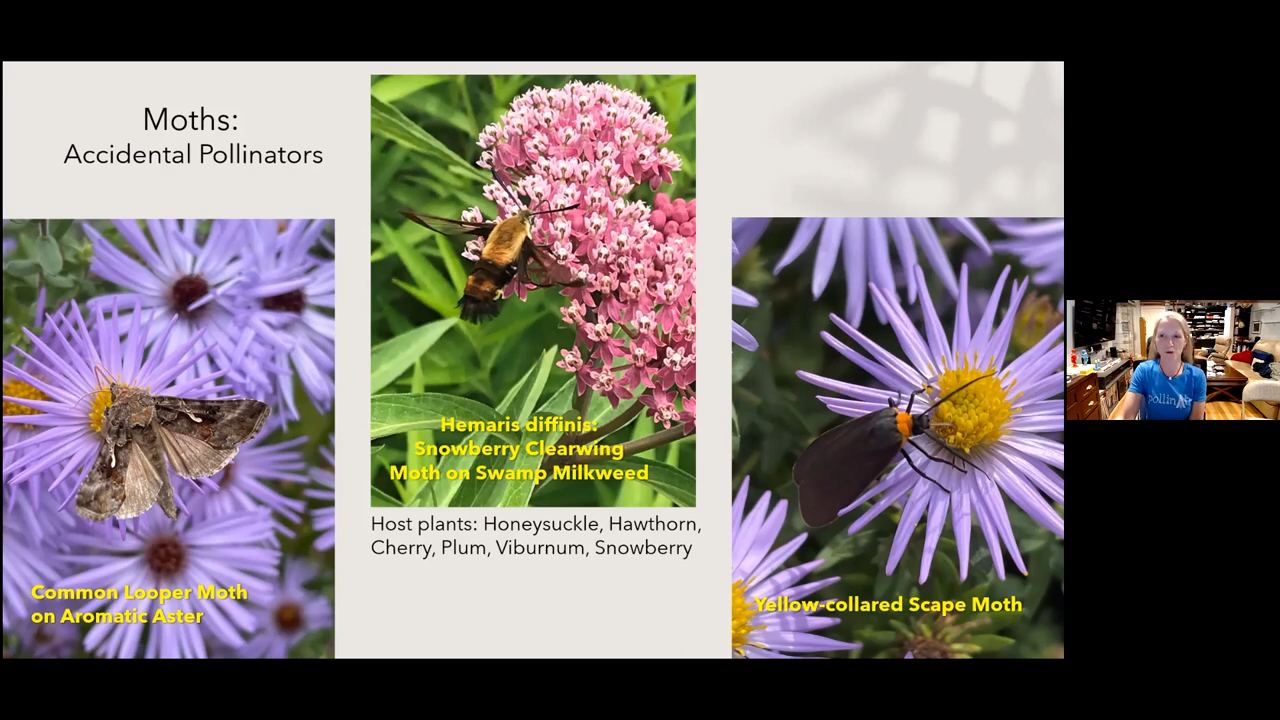 Moths:
Accidental Pollinators
Hemaris diffinis:
Snowberry Clearwing
Moth on Swamp Milkweed
Host plants: Honeysuckle, Hawthorn,
Cherry, Plum, Viburnum, Snowberry
Common Looper Moth
on Aromatic Aster
Yellow-collared Scape Moth